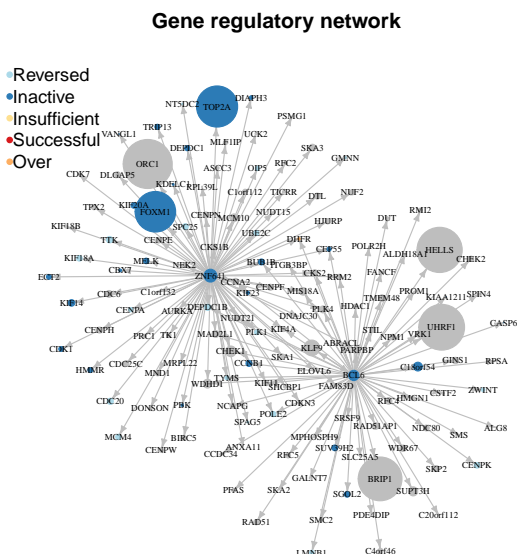 Gene regulatory network
Reversed
Inactive
Insufficient
Successful
Over
DIAPH3
NT5DC2
TOP2A
PSMG1
TRIP13
VANGL1
UCK2
DEPDC1
MLF1IP
SKA3
ORC1
GMNN
ASCC3
OIP5
RFC2
CDK7
DLGAP5
KDELC1
RPL39L
C1orf112
TICRR
NUF2
DTL
TPX2
KIF20A
FOXM1
CENPN
MCM10
NUDT15
RMI2
DUT
HJURP
KIF18B
SPC25
UBE2C
TTK
CENPE
CKS1B
DHFR
CEP55
POLR2H
HELLS
ALDH18A1
CHEK2
KIF18A
MELK
NEK2
BUB1B
ITGB3BP
CBX7
FANCF
ECT2
ZNF641
CKS2
RRM2
CCNA2
CENPF
MIS18A
PROM1
KIAA1211
SPIN4
CDC6
C1orf132
KIF23
TMEM48
KIF14
HDAC1
CENPA
DEPDC1B
PLK4
AURKA
DNAJC30
NUDT21
CASP6
CENPH
KIF4A
STIL
UHRF1
PRC1
TK1
MAD2L1
PLK1
NPM1
VRK1
ABRACL
CDK1
CHEK1
KLF9
PARPBP
CDC25C
MRPL22
SKA1
GINS1
RPSA
HMMR
MND1
CCNB1
ELOVL6
C18orf54
TYMS
BCL6
WDHD1
KIF11
SHCBP1
FAM83D
ZWINT
CDC20
PBK
CDKN3
CSTF2
DONSON
NCAPG
RFC4
HMGN1
POLE2
SRSF9
SPAG5
RAD51AP1
NDC80
ALG8
MCM4
BIRC5
MPHOSPH9
SMS
ANXA11
SUV39H2
WDR67
CENPW
CCDC34
RFC5
SLC25A5
SKP2
CENPK
GALNT7
BRIP1
PFAS
SKA2
SUPT3H
SGOL2
RAD51
SMC2
PDE4DIP
C20orf112
LMNB1
C4orf46